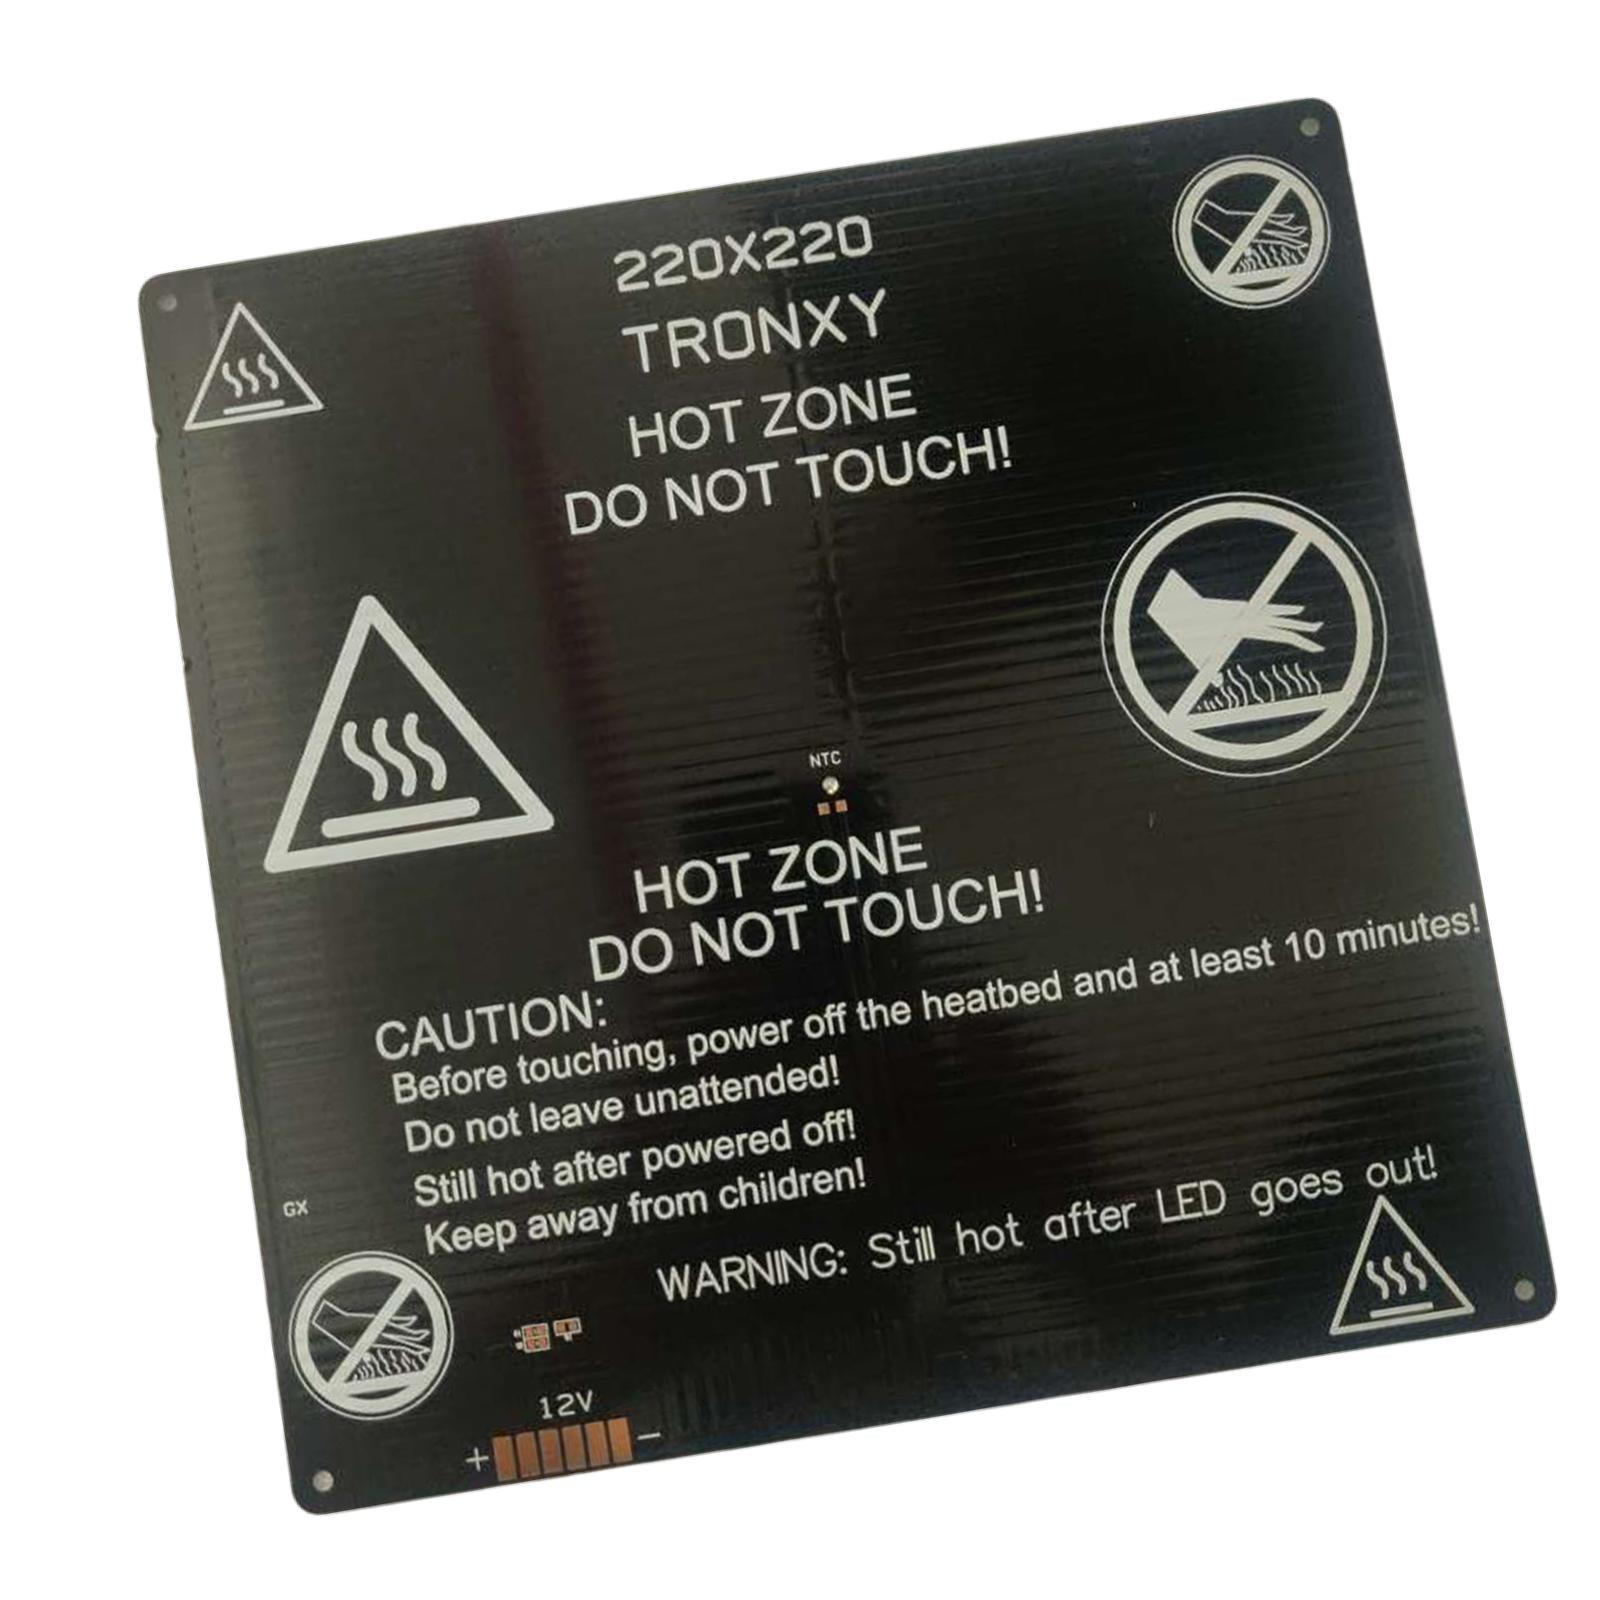 220X220
TRONXY
HOT ZONE
DO NOT TOUCH!
NTC
HOT ZONE
DO NOT TOUCH!
CAUTION:
Before touching, power off the heatbed and at least 10 minutes!
Do not leave unattended!
Still hot after powered off!
Keep away from children!
GX
WARNING: Still hot after LED goes out!
12V
+ −